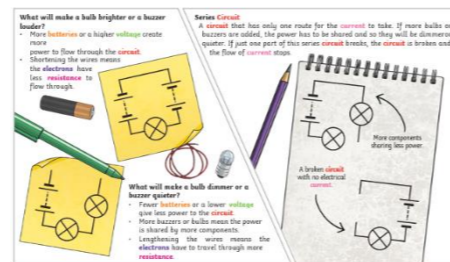 What will make a bulb brighter or a buzzer
louder?
• More batteries or a higher voltage create
more
power to flow through the circuit.
• Shortening the wires means
the electrons have
less resistance to
flow through.
What will make a bulb dimmer or a
buzzer quieter?
• Fewer batteries or a lower voltage
give less power to the circuit.
• More buzzers or bulbs mean the power
is shared by more components.
• Lengthening the wires means the
electrons have to travel through more
resistance.
Series Circuit
A circuit that has only one route for the current to take. If more bulbs or
buzzers are added, the power has to be shared and so they will be dimmer or
quieter. If just one part of this series circuit breaks, the circuit is broken and
the flow of current stops.
More components
sharing less power.
A broken circuit
with no electrical
current.